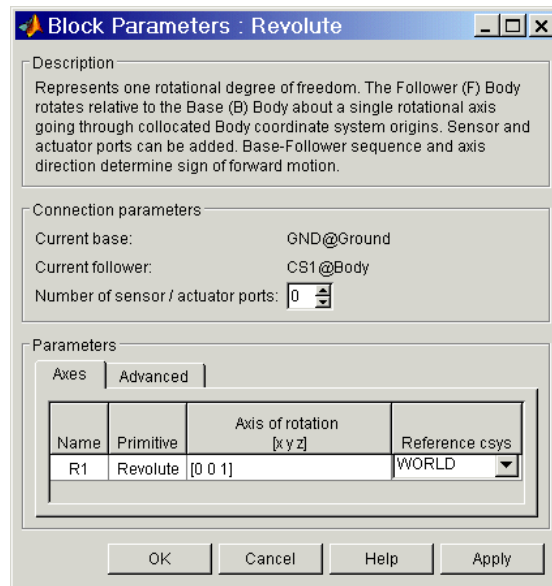 Block Parameters : Revolute
Description
Represents one rotational degree of freedom. The Follower (F) Body
rotates relative to the Base (B) Body about a single rotational axis
going through collocated Body coordinate system origins. Sensor and
actuator ports can be added. Base-Follower sequence and axis
direction determine sign of forward motion.
Connection parameters
Current base: GND@Ground
Current follower: CS1@Body
Number of sensor / actuator ports: 0
Parameters
Axes Advanced
Axis of rotation
Name Primitive [x y z] Reference csys
R1 Revolute [0 0 1] WORLD
OK Cancel Help Apply